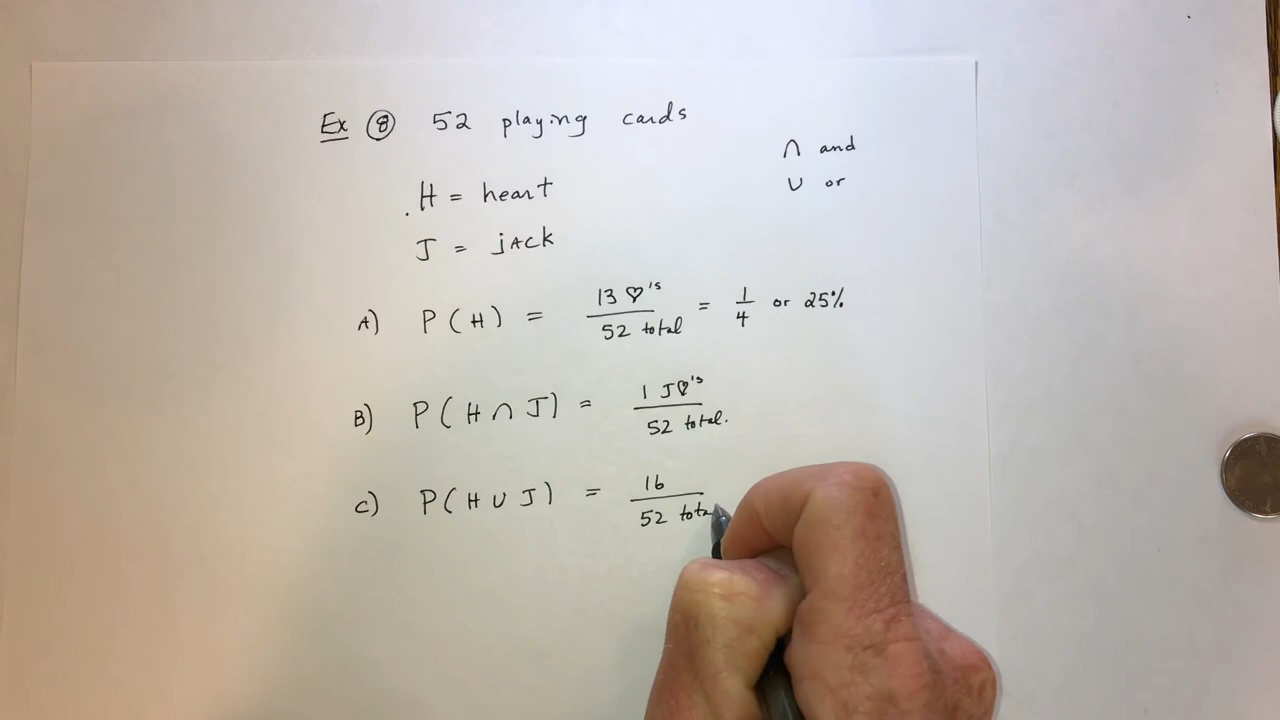 Ex ⑧ 52 playing cards
∩ and
∪ or
H = heart
J = jack
A) P(H) = 13 ♡'s / 52 total = 1/4 or 25%
B) P(H ∩ J) = 1 J♡'s / 52 total.
C) P(H ∪ J) = 16 / 52